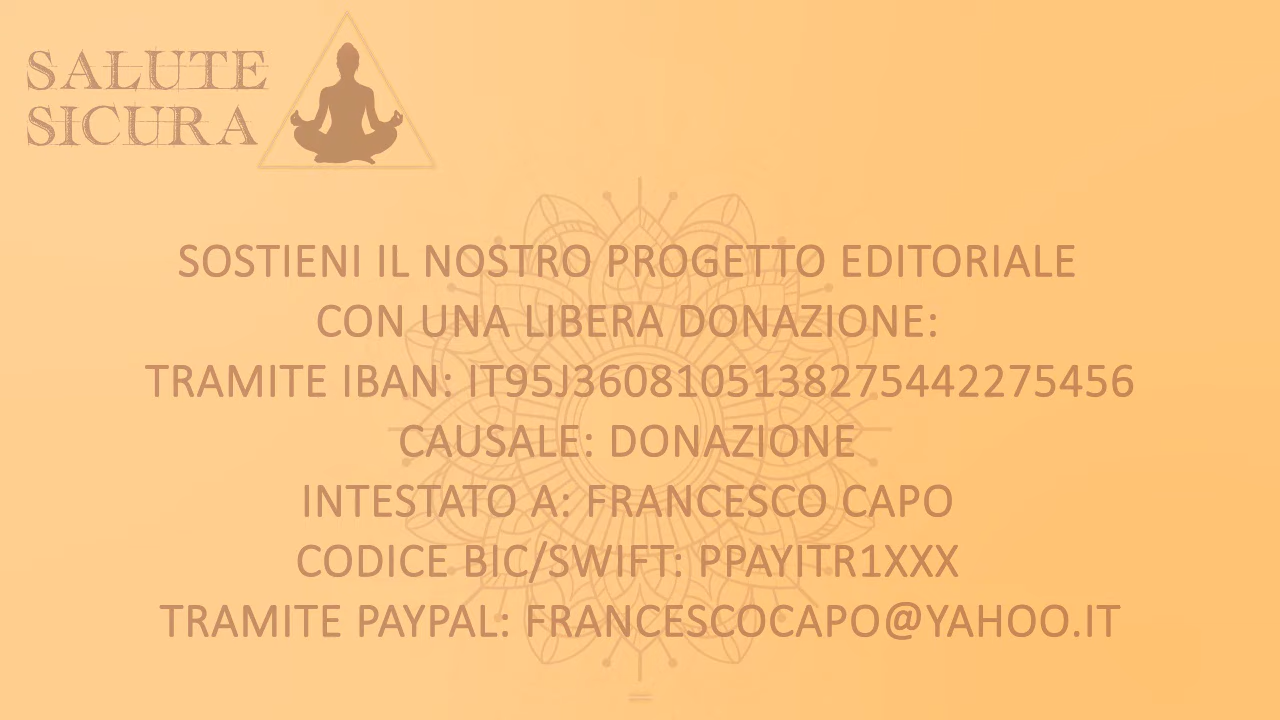 SALUTE
SICURA
SOSTIENI IL NOSTRO PROGETTO EDITORIALE
CON UNA LIBERA DONAZIONE:
TRAMITE IBAN: IT95J3608105138275442275456
CAUSALE: DONAZIONE
INTESTATO A: FRANCESCO CAPO
CODICE BIC/SWIFT: PPAYITR1XXX
TRAMITE PAYPAL: FRANCESCOCAPO@YAHOO.IT